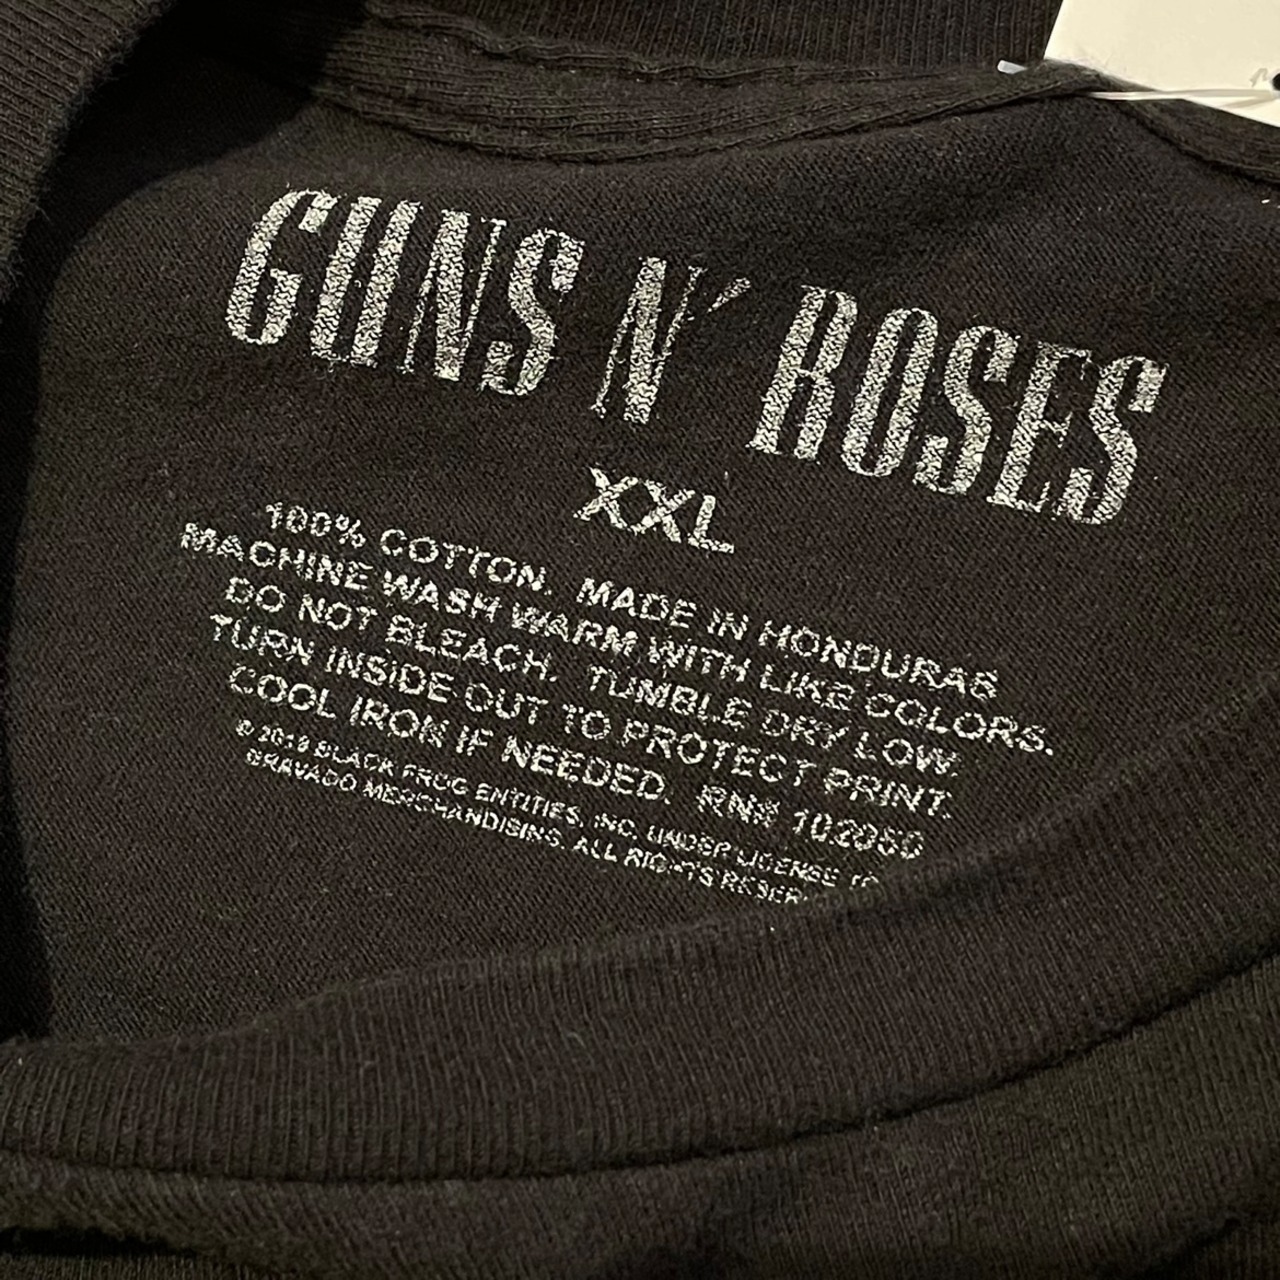 GUNS N' ROSES
XXL
100% COTTON. MADE IN HONDURAS
MACHINE WASH WARM WITH LIKE COLORS.
DO NOT BLEACH. TUMBLE DRY LOW.
TURN INSIDE OUT TO PROTECT PRINT.
COOL IRON IF NEEDED. RN# 102050
© BLACK FROG ENTITIES, INC. UNDER LICENSE TO
BRAVADO MERCHANDISING. ALL RIGHTS